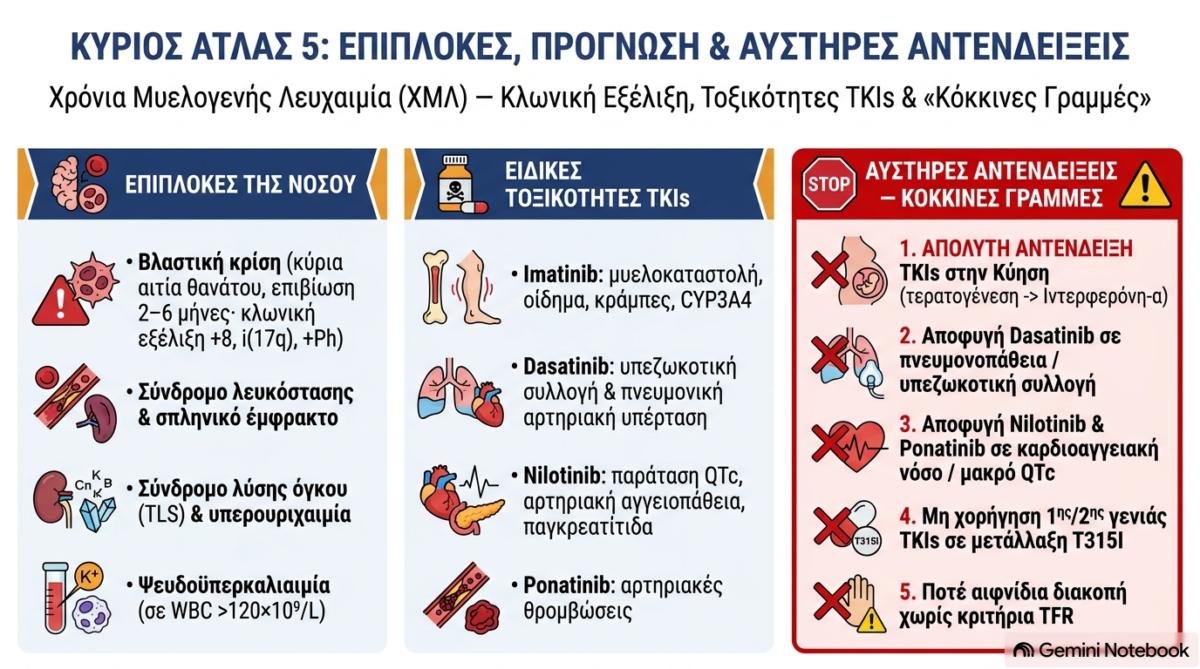 ΚΥΡΙΟΣ ΑΤΛΑΣ 5: ΕΠΙΠΛΟΚΕΣ, ΠΡΟΓΝΩΣΗ & ΑΥΣΤΗΡΕΣ ΑΝΤΕΝΔΕΙΞΕΙΣ
Χρόνια Μυελογενής Λευχαιμία (ΧΜΛ) — Κλωνική Εξέλιξη, Τοξικότητες TKIs & «Κόκκινες Γραμμές»
ΕΠΙΠΛΟΚΕΣ ΤΗΣ ΝΟΣΟΥ
• Βλαστική κρίση (κύρια
αιτία θανάτου, επιβίωση
2–6 μήνες· κλωνική
εξέλιξη +8, i(17q), +Ph)
• Σύνδρομο λευκόστασης
& σπληνικό έμφρακτο
Cn K B
K
• Σύνδρομο λύσης όγκου
(TLS) & υπερουριχαιμία
K+
• Ψευδοϋπερκαλιαιμία
(σε WBC >120×10⁹/L)
ΕΙΔΙΚΕΣ
ΤΟΞΙΚΟΤΗΤΕΣ TKIs
• Imatinib: μυελοκαταστολή,
οίδημα, κράμπες, CYP3A4
• Dasatinib: υπεζωκοτική
συλλογή & πνευμονική
αρτηριακή υπέρταση
• Nilotinib: παράταση QTc,
αρτηριακή αγγειοπάθεια,
παγκρεατίτιδα
• Ponatinib: αρτηριακές
θρομβώσεις
STOP
ΑΥΣΤΗΡΕΣ ΑΝΤΕΝΔΕΙΞΕΙΣ
— ΚΟΚΚΙΝΕΣ ΓΡΑΜΜΕΣ
1. ΑΠΟΛΥΤΗ ΑΝΤΕΝΔΕΙΞΗ
TKIs στην Κύηση
(τερατογένεση -> Ιντερφερόνη-α)
2. Αποφυγή Dasatinib σε
πνευμονοπάθεια /
υπεζωκοτική συλλογή
3. Αποφυγή Nilotinib &
Ponatinib σε καρδιοαγγειακή
νόσο / μακρό QTc
T315I
4. Μη χορήγηση 1ης/2ης γενιάς
TKIs σε μετάλλαξη T315I
5. Ποτέ αιφνίδια διακοπή
χωρίς κριτήρια TFR
Gemini Notebook